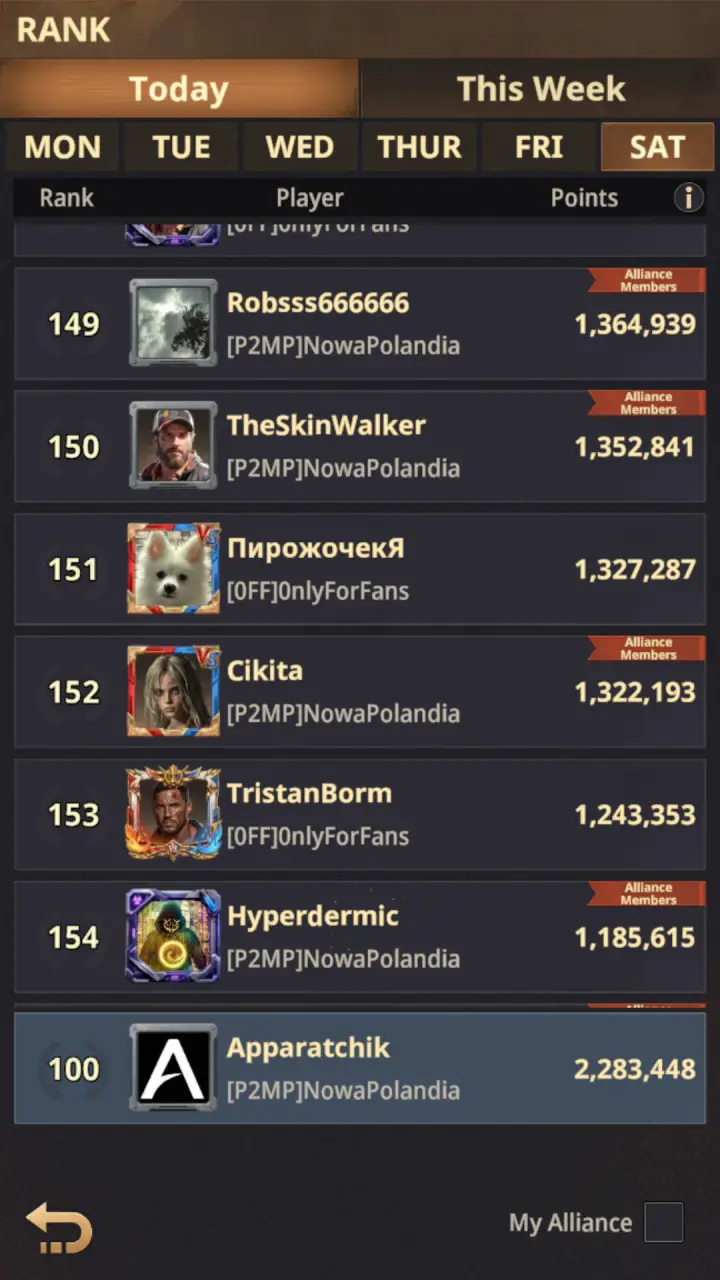 RANK
Today
This Week
MON TUE WED THUR FRI SAT
Rank Player Points
[0FF]0nlyForFans
Alliance Members
149 Robsss666666 1,364,939
[P2MP]NowaPolandia
Alliance Members
150 TheSkinWalker 1,352,841
[P2MP]NowaPolandia
151 ПирожочекЯ 1,327,287
[0FF]0nlyForFans
Alliance Members
152 Cikita 1,322,193
[P2MP]NowaPolandia
153 TristanBorm 1,243,353
[0FF]0nlyForFans
Alliance Members
154 Hyperdermic 1,185,615
[P2MP]NowaPolandia
100 Apparatchik 2,283,448
[P2MP]NowaPolandia
My Alliance